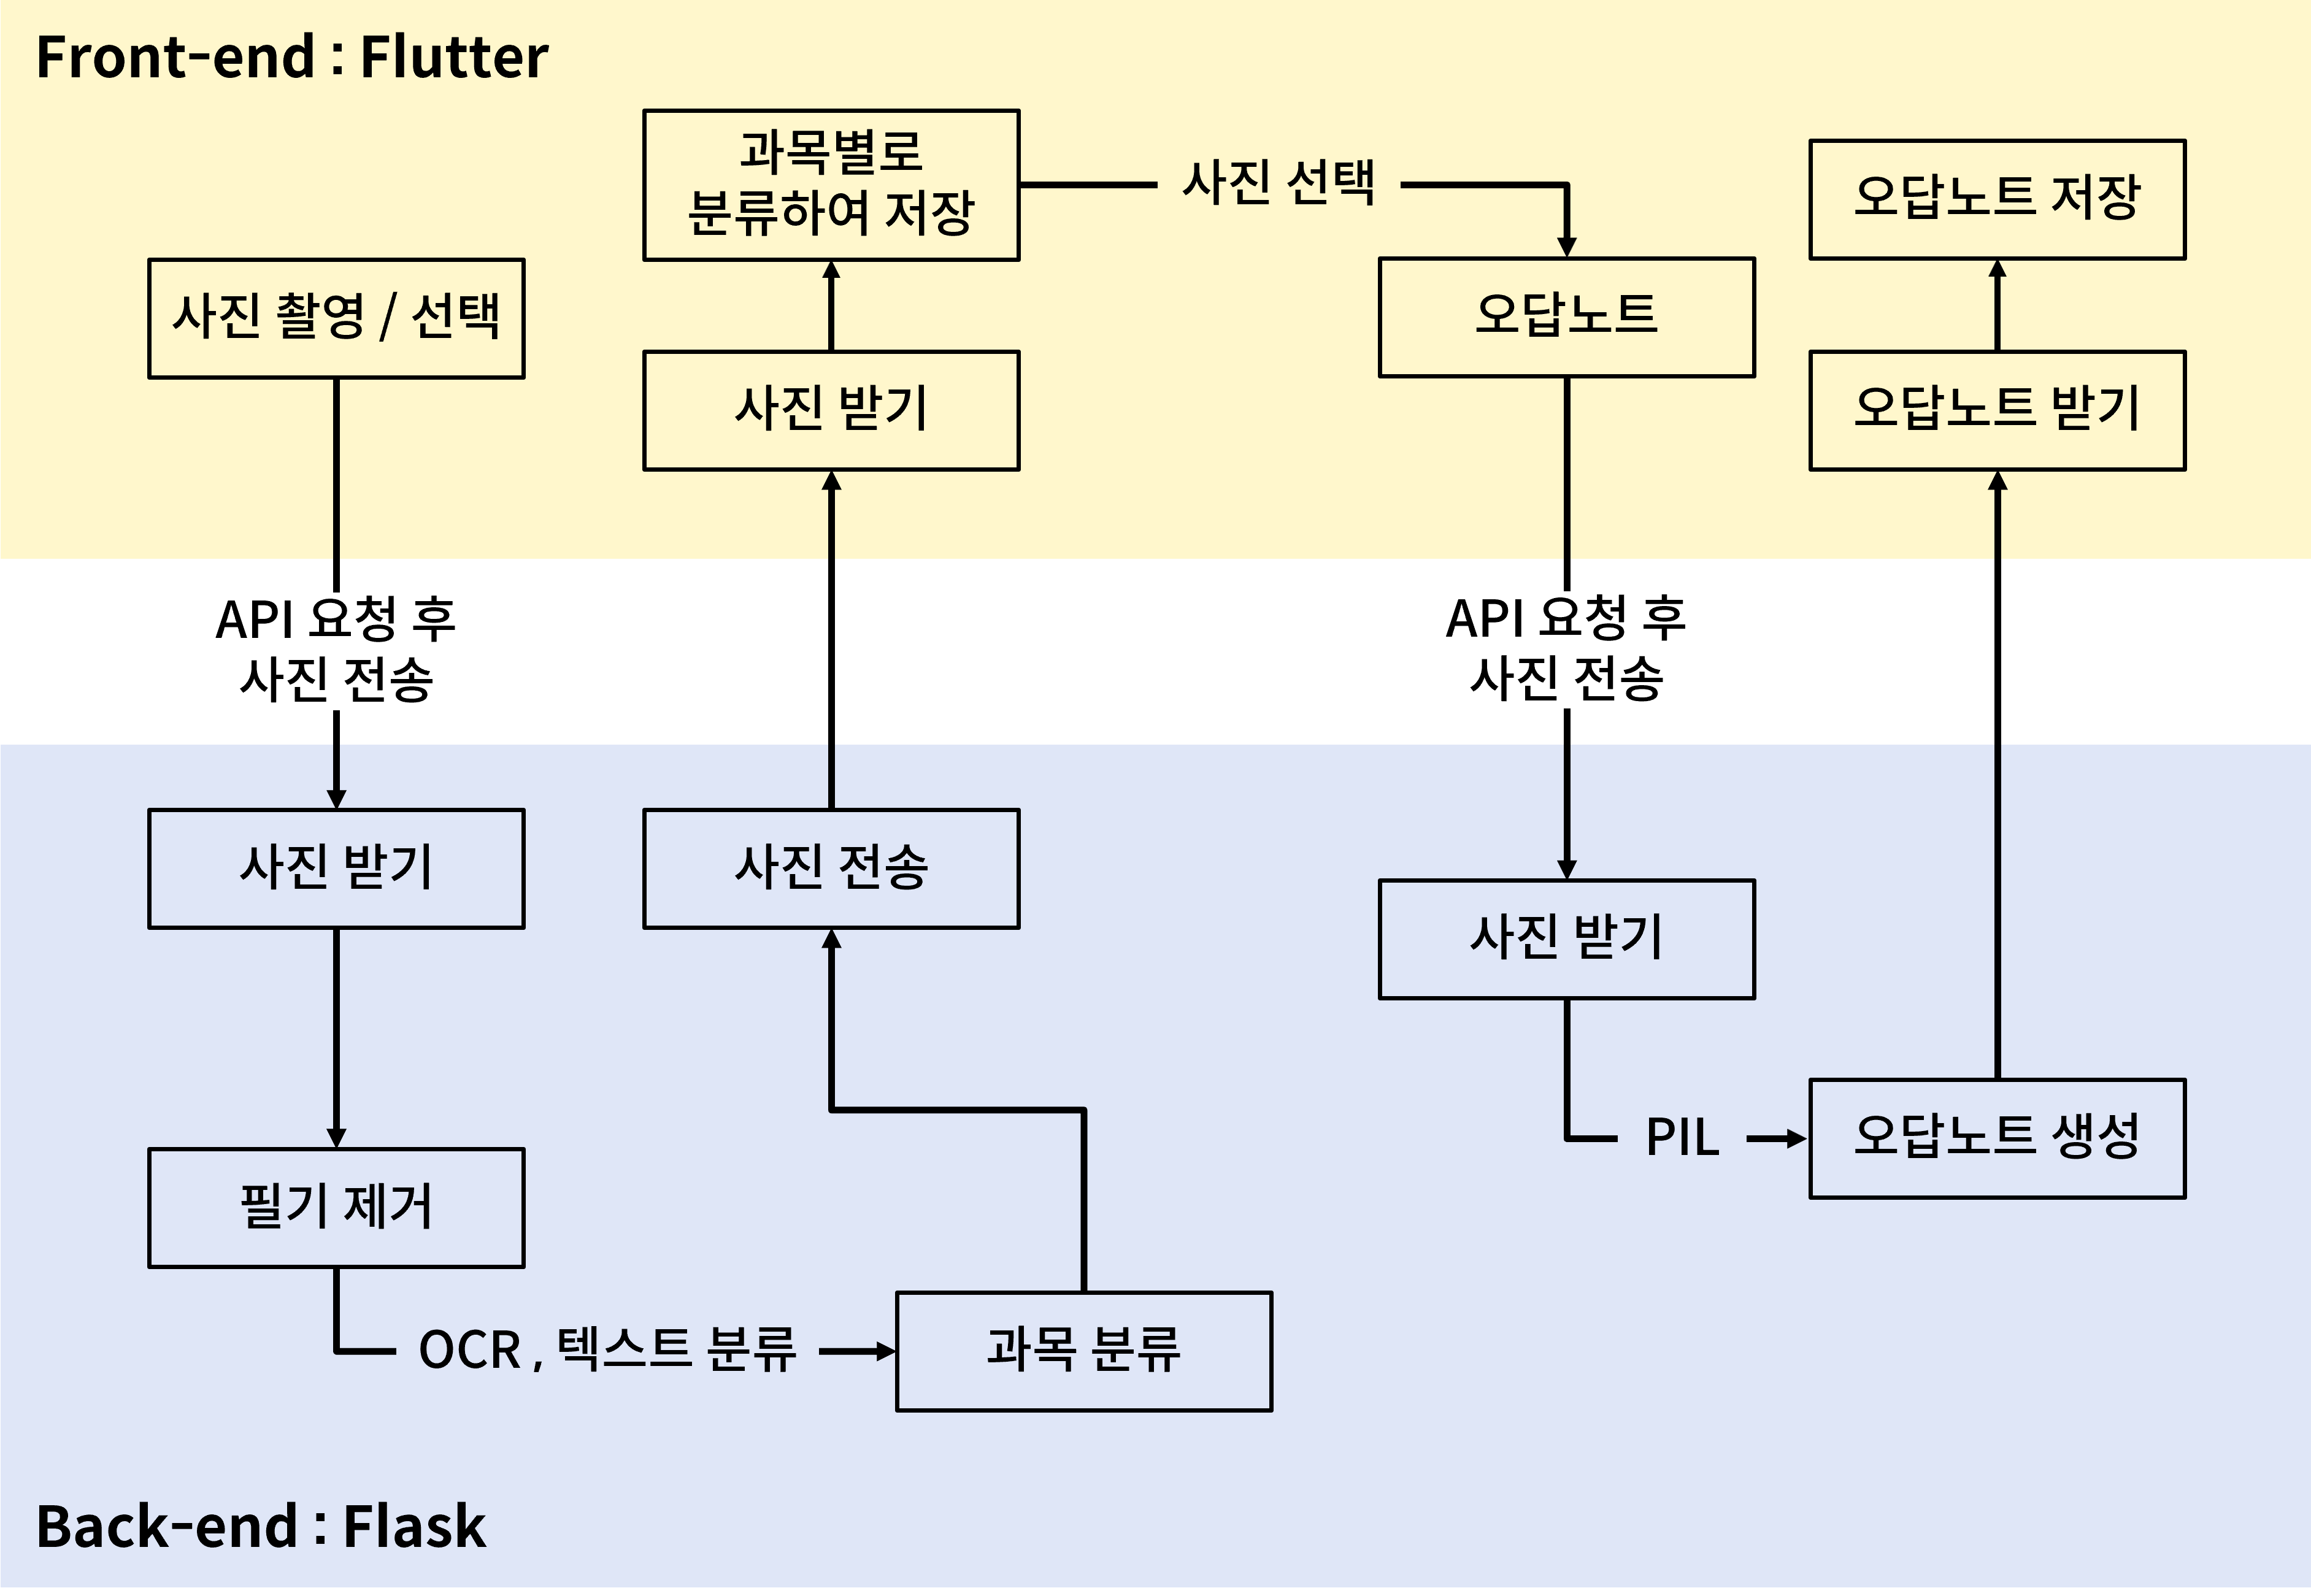 Front-end : Flutter
과목별로
분류하여 저장
사진 선택
오답노트 저장
사진 촬영 / 선택
오답노트
사진 받기
오답노트 받기
API 요청 후
사진 전송
API 요청 후
사진 전송
사진 받기
사진 전송
사진 받기
필기 제거
PIL
오답노트 생성
OCR , 텍스트 분류
과목 분류
Back-end : Flask